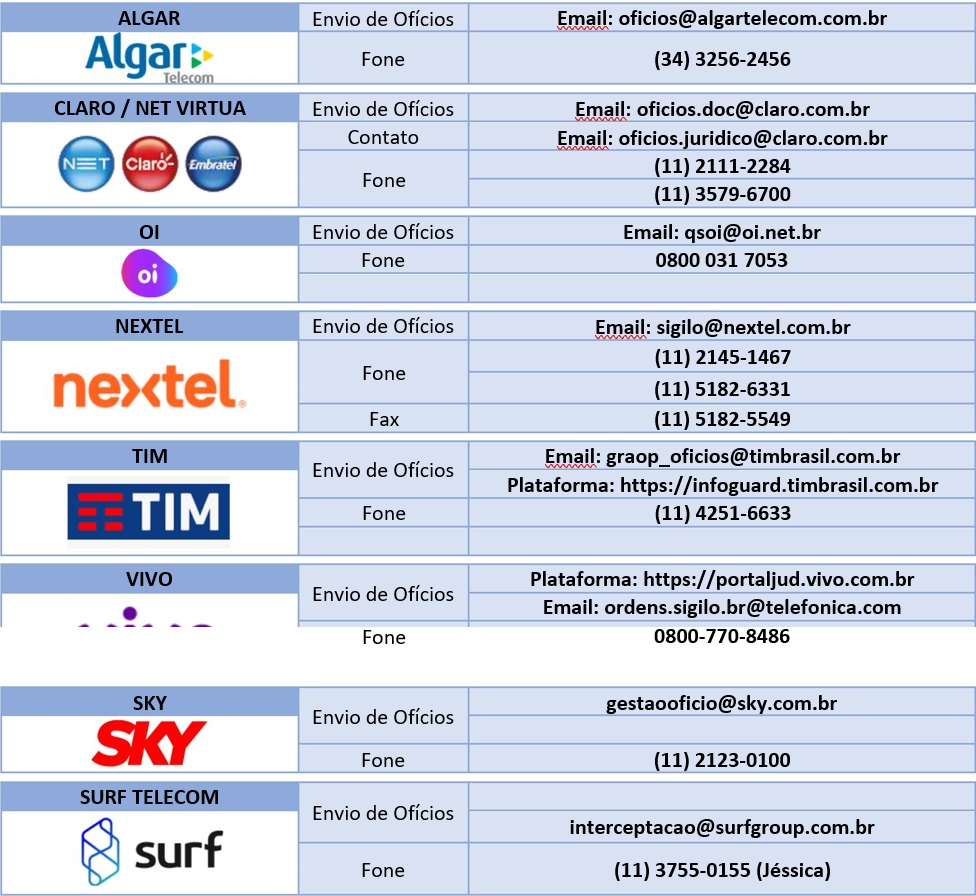 ALGAR
Envio de Ofícios
Email: oficios@algartelecom.com.br
Algar
Telecom
Fone
(34) 3256-2456
CLARO / NET VIRTUA
Envio de Ofícios
Email: oficios.doc@claro.com.br
Contato
Email: oficios.juridico@claro.com.br
NET
Claro
Embratel
Fone
(11) 2111-2284
(11) 3579-6700
OI
Envio de Ofícios
Email: qsoi@oi.net.br
oi
Fone
0800 031 7053
NEXTEL
Envio de Ofícios
Email: sigilo@nextel.com.br
nextel®
Fone
(11) 2145-1467
(11) 5182-6331
Fax
(11) 5182-5549
TIM
Envio de Ofícios
Email: graop_oficios@timbrasil.com.br
Plataforma: https://infoguard.timbrasil.com.br
TIM
Fone
(11) 4251-6633
VIVO
Envio de Ofícios
Plataforma: https://portaljud.vivo.com.br
Email: ordens.sigilo.br@telefonica.com
Fone
0800-770-8486
SKY
Envio de Ofícios
gestaooficio@sky.com.br
SKY
Fone
(11) 2123-0100
SURF TELECOM
Envio de Ofícios
interceptacao@surfgroup.com.br
surf
Fone
(11) 3755-0155 (Jéssica)